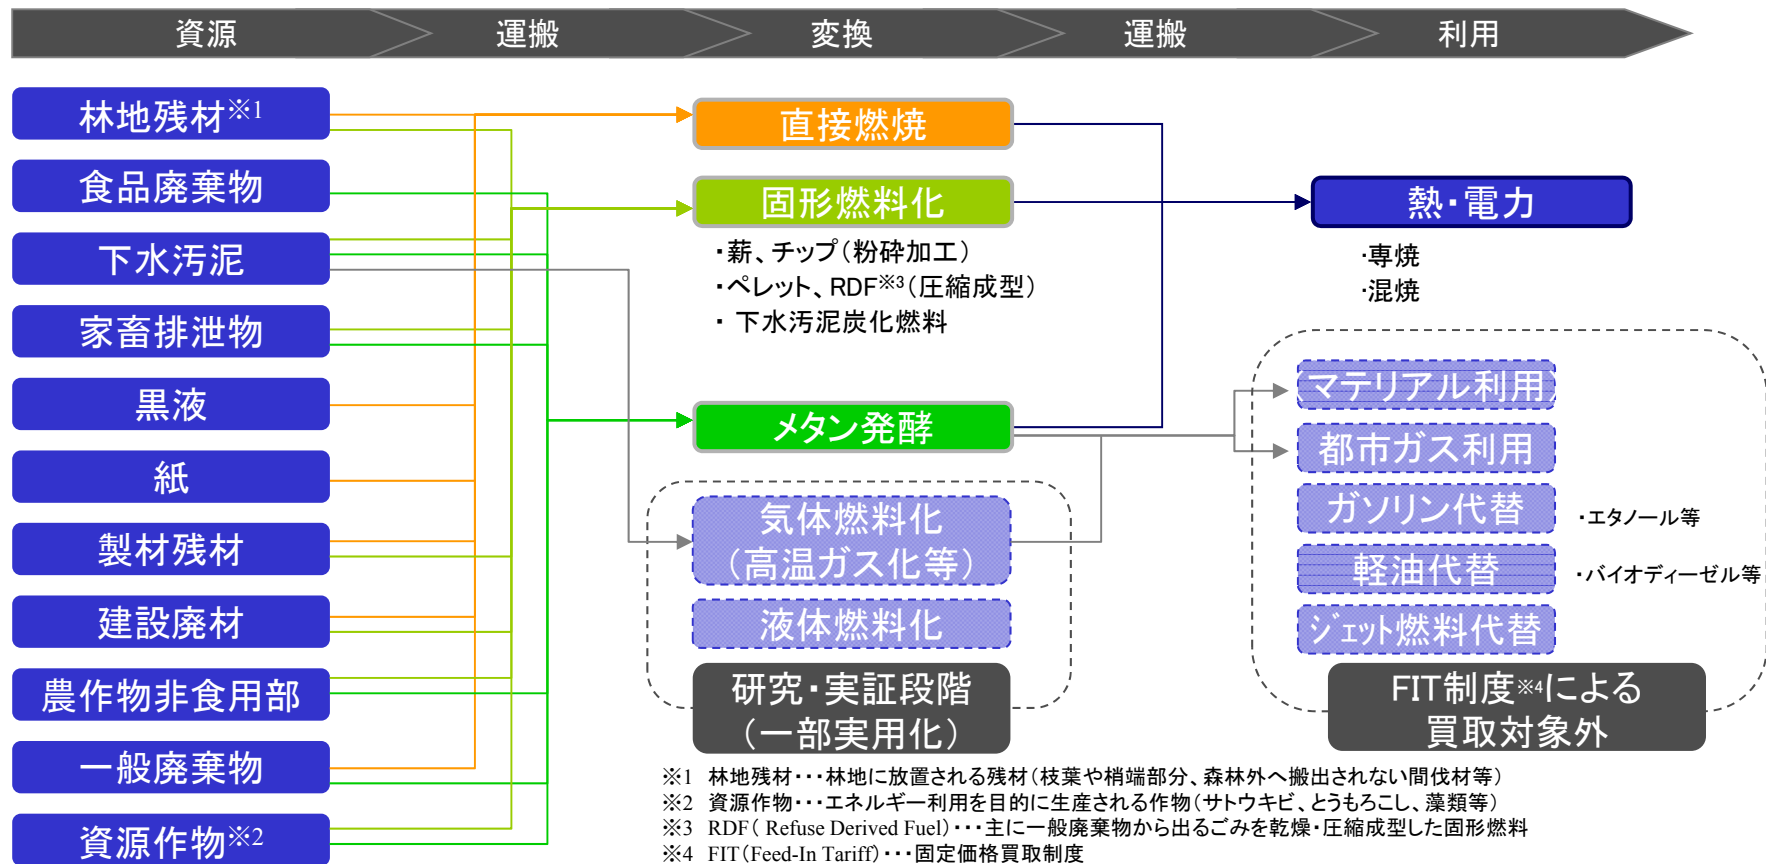 資源
運搬
変換
運搬
利用
林地残材※1
食品廃棄物
下水汚泥
家畜排泄物
黒液
紙
製材残材
建設廃材
農作物非食用部
一般廃棄物
資源作物※2
直接燃焼
固形燃料化
・薪、チップ(粉砕加工)
・ペレット、RDF※3(圧縮成型)
・ 下水汚泥炭化燃料
メタン発酵
気体燃料化
(高温ガス化等)
液体燃料化
研究・実証段階
(一部実用化)
熱・電力
・専焼
・混焼
(マテリアル利用)
都市ガス利用
ガソリン代替
・エタノール等
軽油代替
・バイオディーゼル等
ジェット燃料代替
FIT制度※4による
買取対象外
※1 林地残材・・・林地に放置される残材(枝葉や梢端部分、森林外へ搬出されない間伐材等)
※2 資源作物・・・エネルギー利用を目的に生産される作物(サトウキビ、とうもろこし、藻類等)
※3 RDF( Refuse Derived Fuel)・・・主に一般廃棄物から出るごみを乾燥・圧縮成型した固形燃料
※4 FIT(Feed-In Tariff)・・・固定価格買取制度